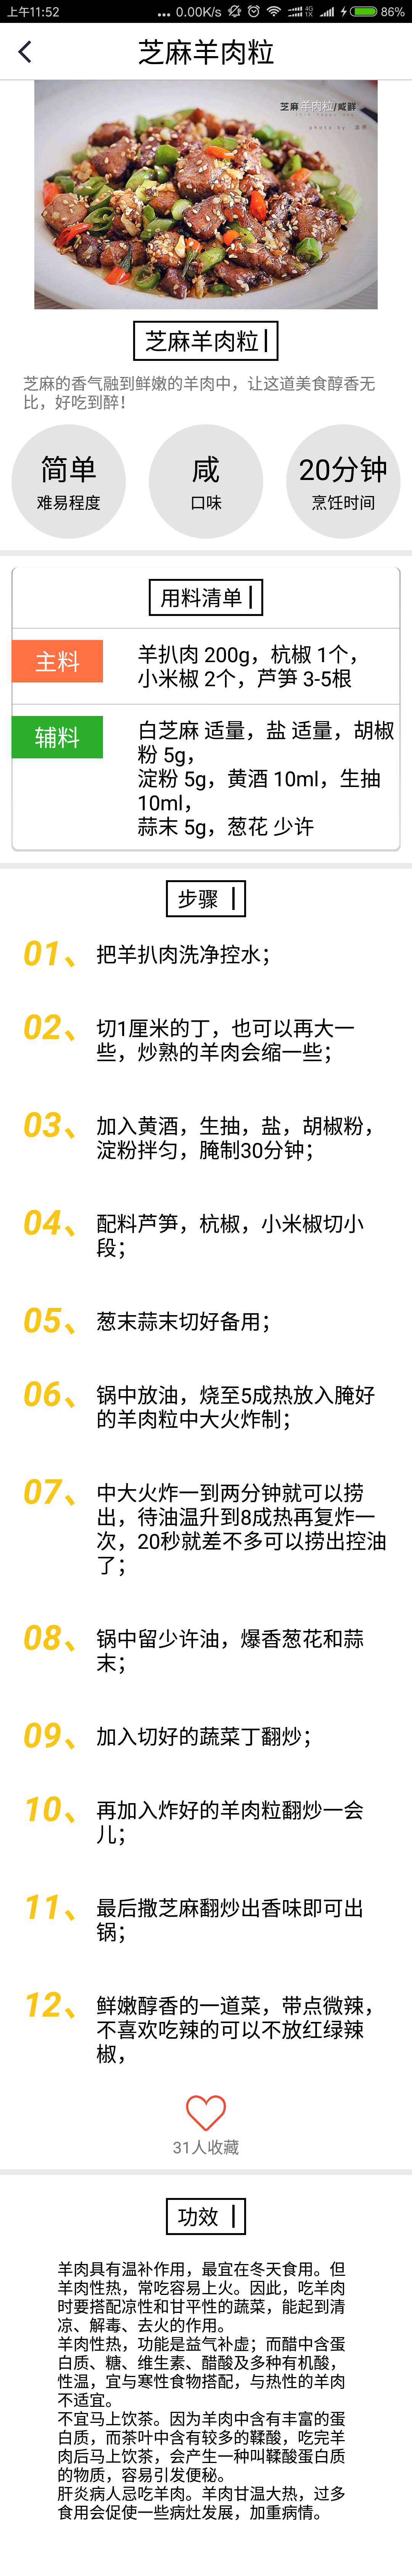 上午11:52
... 0.00K/s 4G 1X 86%
芝麻羊肉粒
芝麻羊肉粒/咸鲜
photo by
芝麻羊肉粒
芝麻的香气融到鲜嫩的羊肉中，让这道美食醇香无
比，好吃到醉！
简单
难易程度
咸
口味
20分钟
烹饪时间
用料清单
主料
羊扒肉 200g，杭椒 1个，
小米椒 2个，芦笋 3-5根
辅料
白芝麻 适量，盐 适量，胡椒
粉 5g，
淀粉 5g，黄酒 10ml，生抽
10ml，
蒜末 5g，葱花 少许
步骤
01、 把羊扒肉洗净控水；
02、 切1厘米的丁，也可以再大一
些，炒熟的羊肉会缩一些；
03、 加入黄酒，生抽，盐，胡椒粉，
淀粉拌匀，腌制30分钟；
04、 配料芦笋，杭椒，小米椒切小
段；
05、 葱末蒜末切好备用；
06、 锅中放油，烧至5成热放入腌好
的羊肉粒中大火炸制；
07、 中大火炸一到两分钟就可以捞
出，待油温升到8成热再复炸一
次，20秒就差不多可以捞出控油
了；
08、 锅中留少许油，爆香葱花和蒜
末；
09、 加入切好的蔬菜丁翻炒；
10、 再加入炸好的羊肉粒翻炒一会
儿；
11、 最后撒芝麻翻炒出香味即可出
锅；
12、 鲜嫩醇香的一道菜，带点微辣，
不喜欢吃辣的可以不放红绿辣
椒，
31人收藏
功效
羊肉具有温补作用，最宜在冬天食用。但
羊肉性热，常吃容易上火。因此，吃羊肉
时要搭配凉性和甘平性的蔬菜，能起到清
凉、解毒、去火的作用。
羊肉性热，功能是益气补虚；而醋中含蛋
白质、糖、维生素、醋酸及多种有机酸，
性温，宜与寒性食物搭配，与热性的羊肉
不适宜。
不宜马上饮茶。因为羊肉中含有丰富的蛋
白质，而茶叶中含有较多的鞣酸，吃完羊
肉后马上饮茶，会产生一种叫鞣酸蛋白质
的物质，容易引发便秘。
肝炎病人忌吃羊肉。羊肉甘温大热，过多
食用会促使一些病灶发展，加重病情。